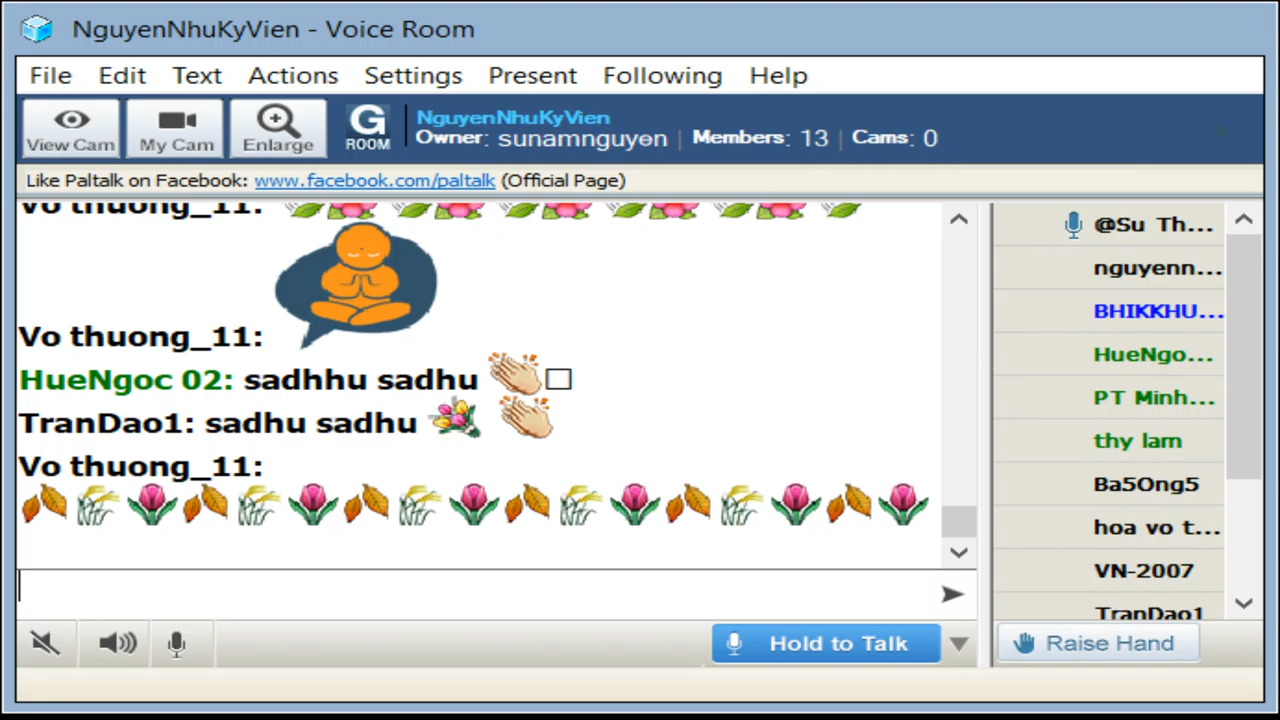 NguyenNhuKyVien - Voice Room
File Edit Text Actions Settings Present Following Help
View Cam
My Cam
Enlarge
G
ROOM
NguyenNhuKyVien
Owner: sunamnguyen | Members: 13 | Cams: 0
Like Paltalk on Facebook: www.facebook.com/paltalk (Official Page)
Vo thuong_11:
Vo thuong_11:
HueNgoc 02: sadhhu sadhu
TranDao1: sadhu sadhu
Vo thuong_11:
@Su Th...
nguyenn...
BHIKKHU...
HueNgo...
PT Minh...
thy lam
Ba5Ong5
hoa vo t...
VN-2007
TranDao1
Hold to Talk
Raise Hand